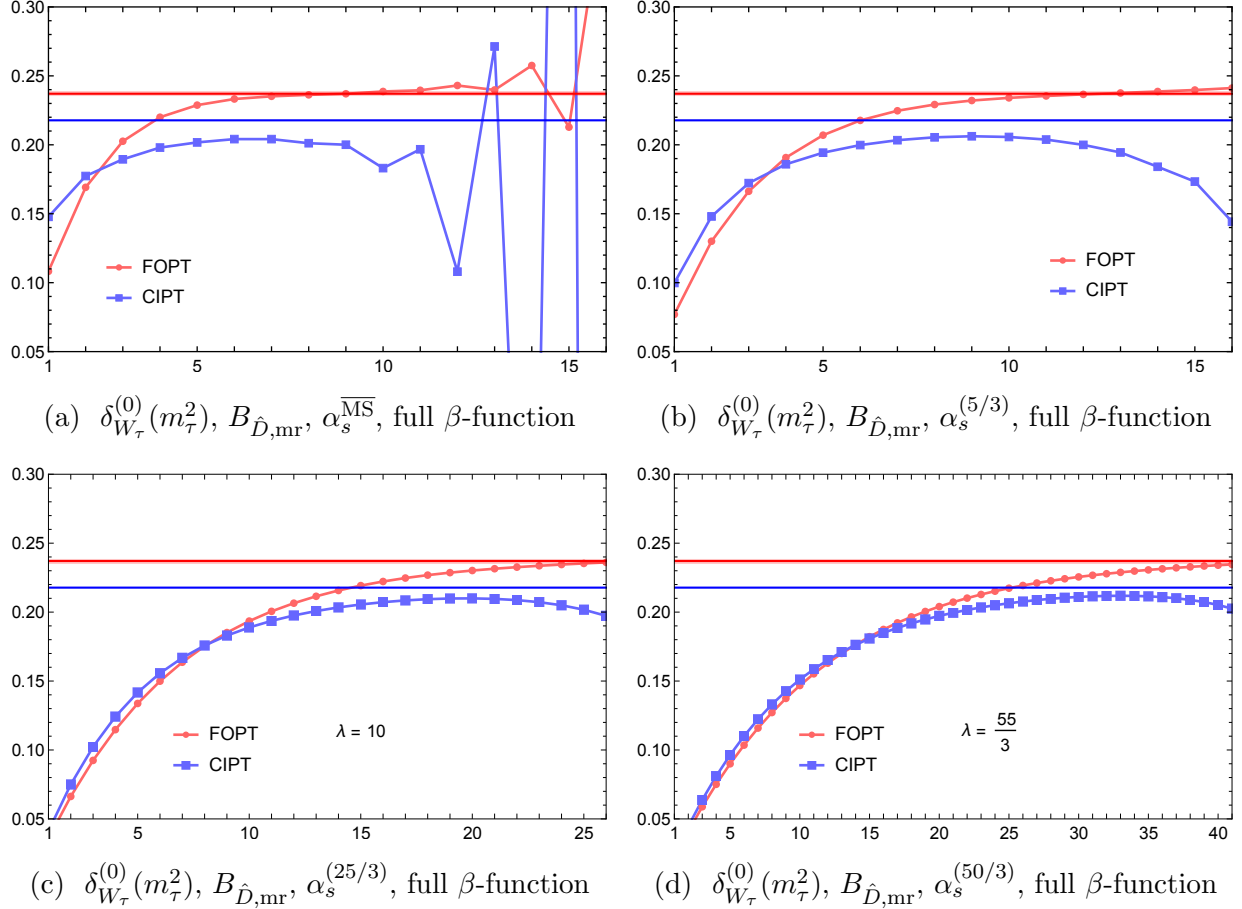 0.30
0.25
0.20
0.15
0.10
0.05
1 5 10 15
FOPT
CIPT
(a) δ_{W_τ}^{(0)}(m_τ^2), B_{D̂,mr}, α_s^{\overline{MS}}, full β-function
0.30
0.25
0.20
0.15
0.10
0.05
1 5 10 15
FOPT
CIPT
(b) δ_{W_τ}^{(0)}(m_τ^2), B_{D̂,mr}, α_s^{(5/3)}, full β-function
0.30
0.25
0.20
0.15
0.10
0.05
1 5 10 15 20 25
FOPT
CIPT
λ = 10
(c) δ_{W_τ}^{(0)}(m_τ^2), B_{D̂,mr}, α_s^{(25/3)}, full β-function
0.30
0.25
0.20
0.15
0.10
0.05
1 5 10 15 20 25 30 35 40
FOPT
CIPT
λ = 55/3
(d) δ_{W_τ}^{(0)}(m_τ^2), B_{D̂,mr}, α_s^{(50/3)}, full β-function